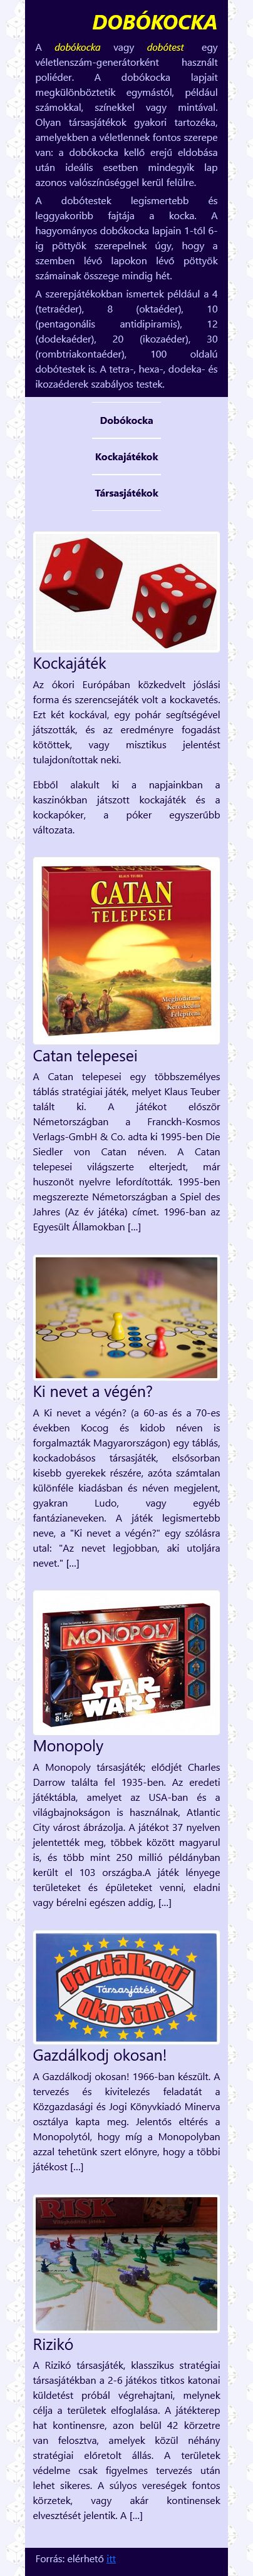 DOBÓKOCKA
A dobókocka vagy dobótest egy
véletlenszám-generátorként használt
poliéder. A dobókocka lapjait
megkülönböztetik egymástól, például
számokkal, színekkel vagy mintával.
Olyan társasjátékok gyakori tartozéka,
amelyekben a véletlennek fontos szerepe
van: a dobókocka kellő erejű eldobása
után ideális esetben mindegyik lap
azonos valószínűséggel kerül felülre.
A dobótestek legismertebb és
leggyakoribb fajtája a kocka. A
hagyományos dobókocka lapjain 1-től 6-
ig pöttyök szerepelnek úgy, hogy a
szemben lévő lapokon lévő pöttyök
számainak összege mindig hét.
A szerepjátékokban ismertek például a 4
(tetraéder), 8 (oktaéder), 10
(pentagonális antidipiramis), 12
(dodekaéder), 20 (ikozaéder), 30
(rombtriakontaéder), 100 oldalú
dobótestek is. A tetra-, hexa-, dodeka- és
ikozaéderek szabályos testek.
Dobókocka
Kockajátékok
Társasjátékok
Kockajáték
Az ókori Európában közkedvelt jóslási
forma és szerencsejáték volt a kockavetés.
Ezt két kockával, egy pohár segítségével
játszották, és az eredményre fogadást
kötöttek, vagy misztikus jelentést
tulajdonítottak neki.
Ebből alakult ki a napjainkban a
kaszinókban játszott kockajáték és a
kockapóker, a póker egyszerűbb
változata.
CATAN
TELEPESEI
Catan telepesei
A Catan telepesei egy többszemélyes
táblás stratégiai játék, melyet Klaus Teuber
talált ki. A játékot először
Németországban a Franckh-Kosmos
Verlags-GmbH & Co. adta ki 1995-ben Die
Siedler von Catan néven. A Catan
telepesei világszerte elterjedt, már
huszonöt nyelvre lefordították. 1995-ben
megszerezte Németországban a Spiel des
Jahres (Az év játéka) címet. 1996-ban az
Egyesült Államokban [...]
Ki nevet a végén?
A Ki nevet a végén? (a 60-as és a 70-es
években Kocog és kidob néven is
forgalmazták Magyarországon) egy táblás,
kockadobásos társasjáték, elsősorban
kisebb gyerekek részére, azóta számtalan
különféle kiadásban és néven megjelent,
gyakran Ludo, vagy egyéb
fantázianeveken. A játék legismertebb
neve, a "Ki nevet a végén?" egy szólásra
utal: "Az nevet legjobban, aki utoljára
nevet." [...]
MONOPOLY
STAR
WARS
Monopoly
A Monopoly társasjáték; elődjét Charles
Darrow találta fel 1935-ben. Az eredeti
játéktábla, amelyet az USA-ban és a
világbajnokságon is használnak, Atlantic
City várost ábrázolja. A játékot 37 nyelven
jelentették meg, többek között magyarul
is, és több mint 250 millió példányban
került el 103 országba.A játék lényege
területeket és épületeket venni, eladni
vagy bérelni egészen addig, [...]
gazdálkodj
Társasjáték
okosan!
Gazdálkodj okosan!
A Gazdálkodj okosan! 1966-ban készült. A
tervezés és kivitelezés feladatát a
Közgazdasági és Jogi Könyvkiadó Minerva
osztálya kapta meg. Jelentős eltérés a
Monopolytól, hogy míg a Monopolyban
azzal tehetünk szert előnyre, hogy a többi
játékost [...]
RISK
Rizikó
A Rizikó társasjáték, klasszikus stratégiai
társasjátékban a 2-6 játékos titkos katonai
küldetést próbál végrehajtani, melynek
célja a területek elfoglalása. A játékterep
hat kontinensre, azon belül 42 körzetre
van felosztva, amelyek közül néhány
stratégiai előretolt állás. A területek
védelme csak figyelmes tervezés után
lehet sikeres. A súlyos vereségek fontos
körzetek, vagy akár kontinensek
elvesztését jelentik. A [...]
Forrás: elérhető itt